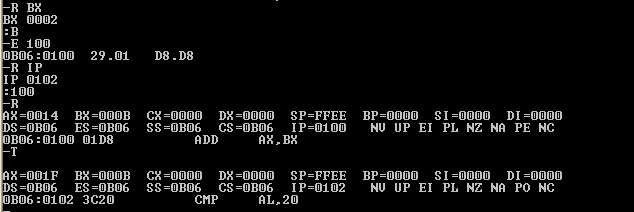 -R BX
BX 0002
:B
-E 100
0B06:0100  29.01   D8.D8
-R IP
IP 0102
:100
-R
AX=0014  BX=000B  CX=0000  DX=0000  SP=FFEE  BP=0000  SI=0000  DI=0000
DS=0B06  ES=0B06  SS=0B06  CS=0B06  IP=0100   NV UP EI PL NZ NA PE NC
0B06:0100 01D8          ADD     AX,BX
-T
AX=001F  BX=000B  CX=0000  DX=0000  SP=FFEE  BP=0000  SI=0000  DI=0000
DS=0B06  ES=0B06  SS=0B06  CS=0B06  IP=0102   NV UP EI PL NZ NA PO NC
0B06:0102 3C20          CMP     AL,20